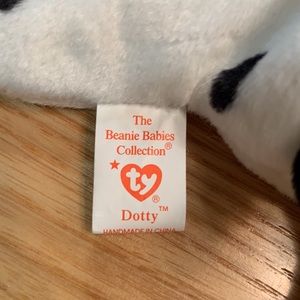 The
Beanie Babies
Collection®
ty
®
Dotty™
HANDMADE IN CHINA